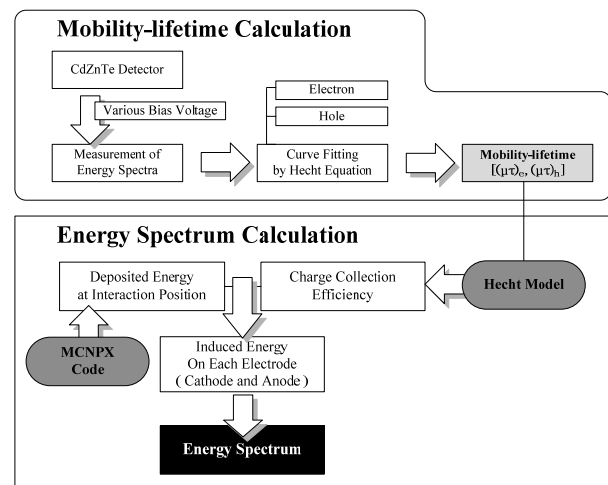 Mobility-lifetime Calculation
CdZnTe Detector
Various Bias Voltage
Electron
Hole
Measurement of
Energy Spectra
Curve Fitting
by Hecht Equation
Mobility-lifetime
[(μτ)e, (μτ)h]
Energy Spectrum Calculation
Deposited Energy
at Interaction Position
Charge Collection
Efficiency
Hecht Model
MCNPX
Code
Induced Energy
On Each Electrode
( Cathode and Anode )
Energy Spectrum